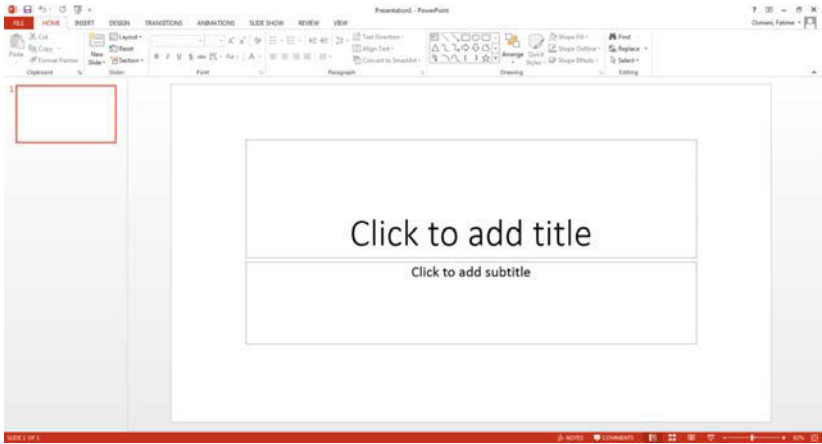 Presentation1 - PowerPoint
FILE HOME INSERT DESIGN TRANSITIONS ANIMATIONS SLIDE SHOW REVIEW VIEW Osmani, Fatime
Cut Layout Text Direction Shape Fill Find
Paste Copy New Slide Reset Align Text Arrange Quick Styles Shape Outline Replace
Format Painter Section Convert to SmartArt Shape Effects Select
Clipboard Slides Font Paragraph Drawing Editing
1
Click to add title
Click to add subtitle
SLIDE 1 OF 1 NOTES COMMENTS 82%